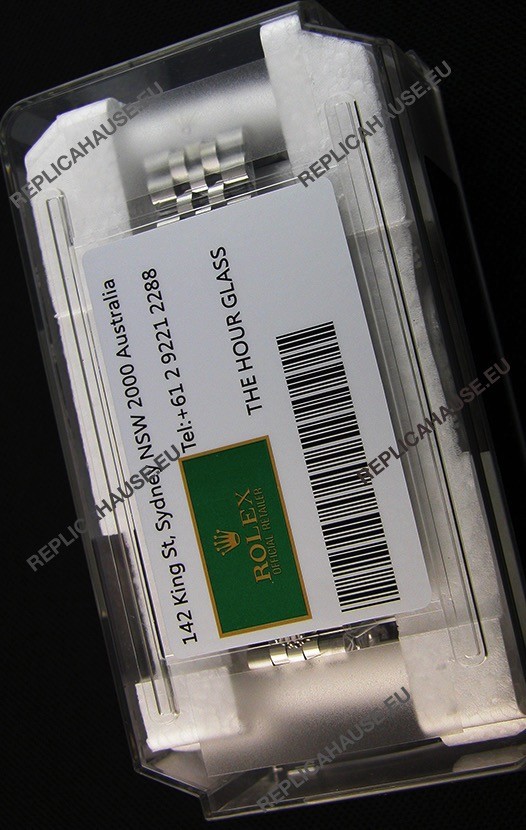 142 King St, Sydney NSW 2000 Australia
Tel:+61 2 9221 2288
THE HOUR GLASS
ROLEX
OFFICIAL RETAILER
REPLICAHAUSE.EU
REPLICAHAUSE.EU
REPLICAHAUSE.EU
REPLICAHAUSE.EU
REPLICAHAUSE.EU
REPLICAHAUSE.EU